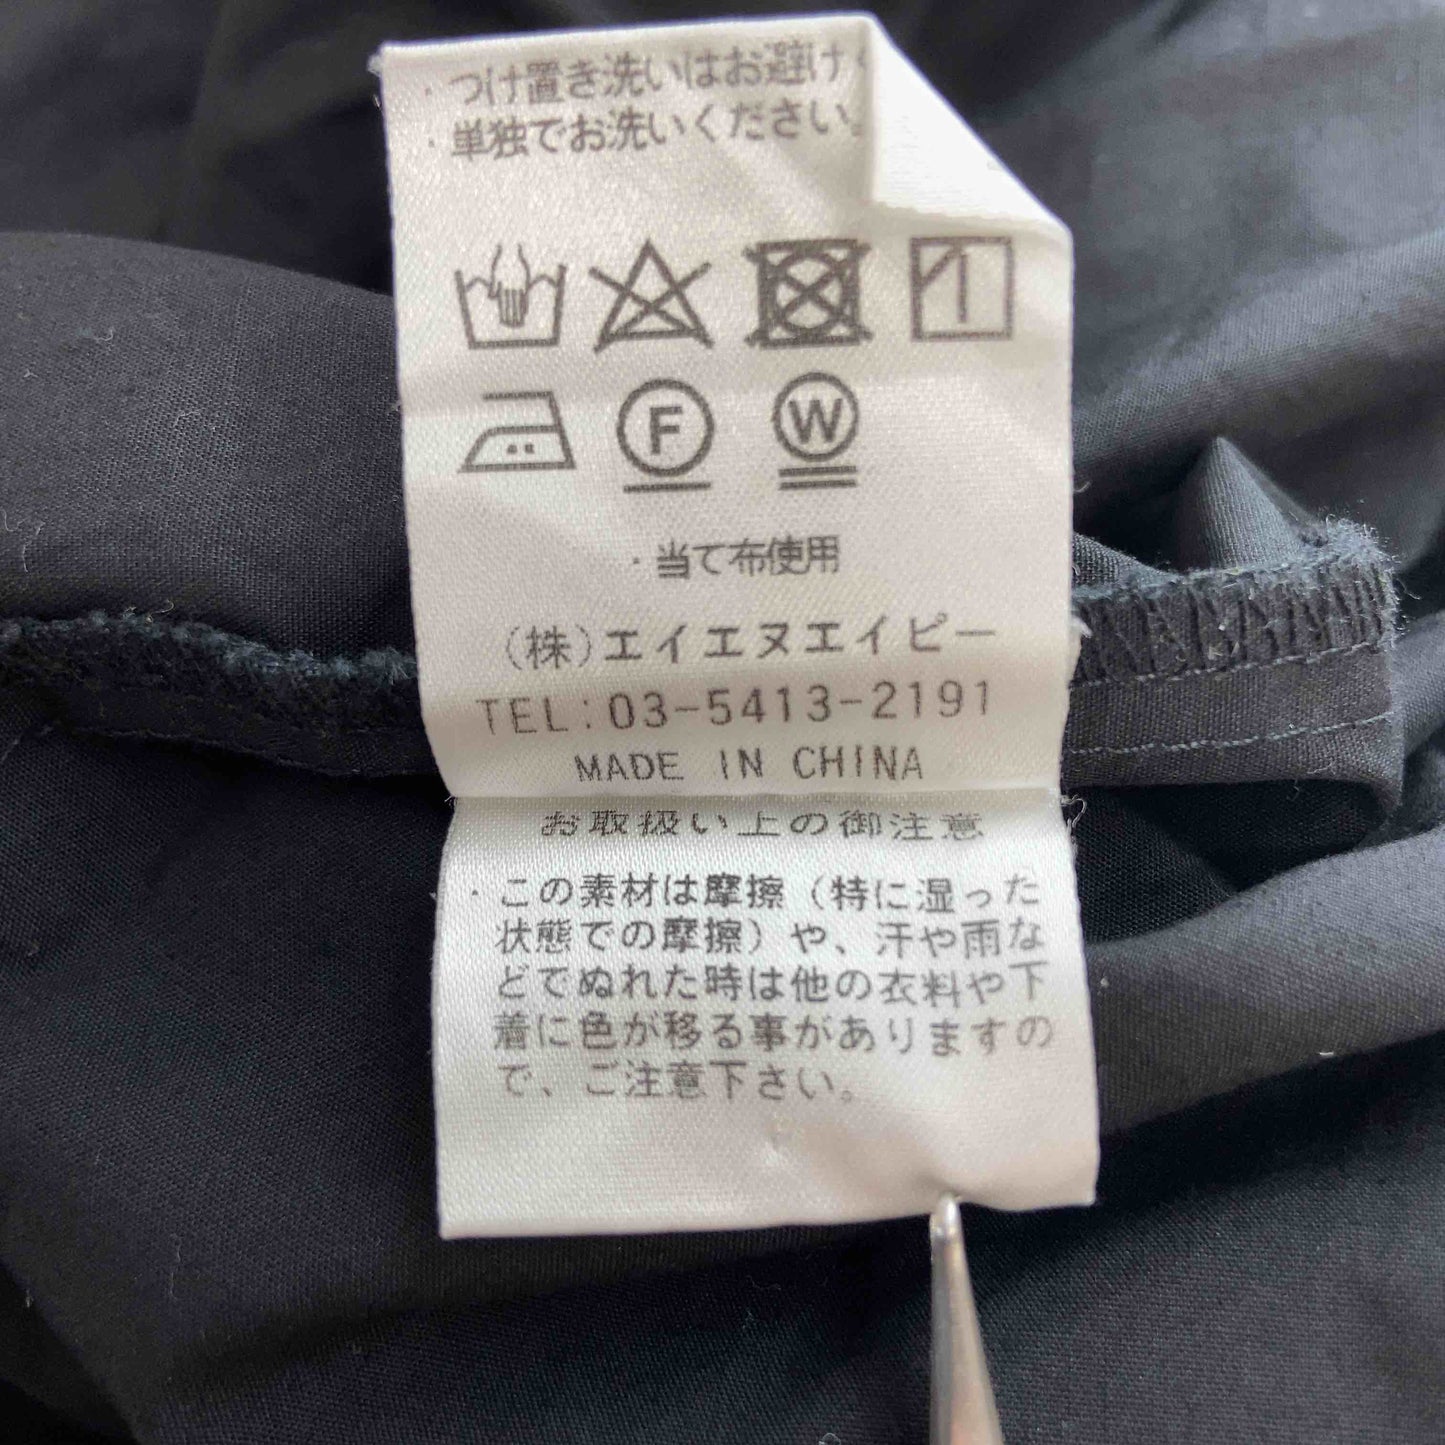 ・つけ置き洗いはお避け
・単独でお洗いください。
F
W
・当て布使用
(株)エイエヌエイピー
TEL:03-5413-2191
MADE IN CHINA
お取扱い上の御注意
・この素材は摩擦(特に湿った
状態での摩擦)や、汗や雨な
どでぬれた時は他の衣料や下
着に色が移る事がありますの
で、ご注意下さい。